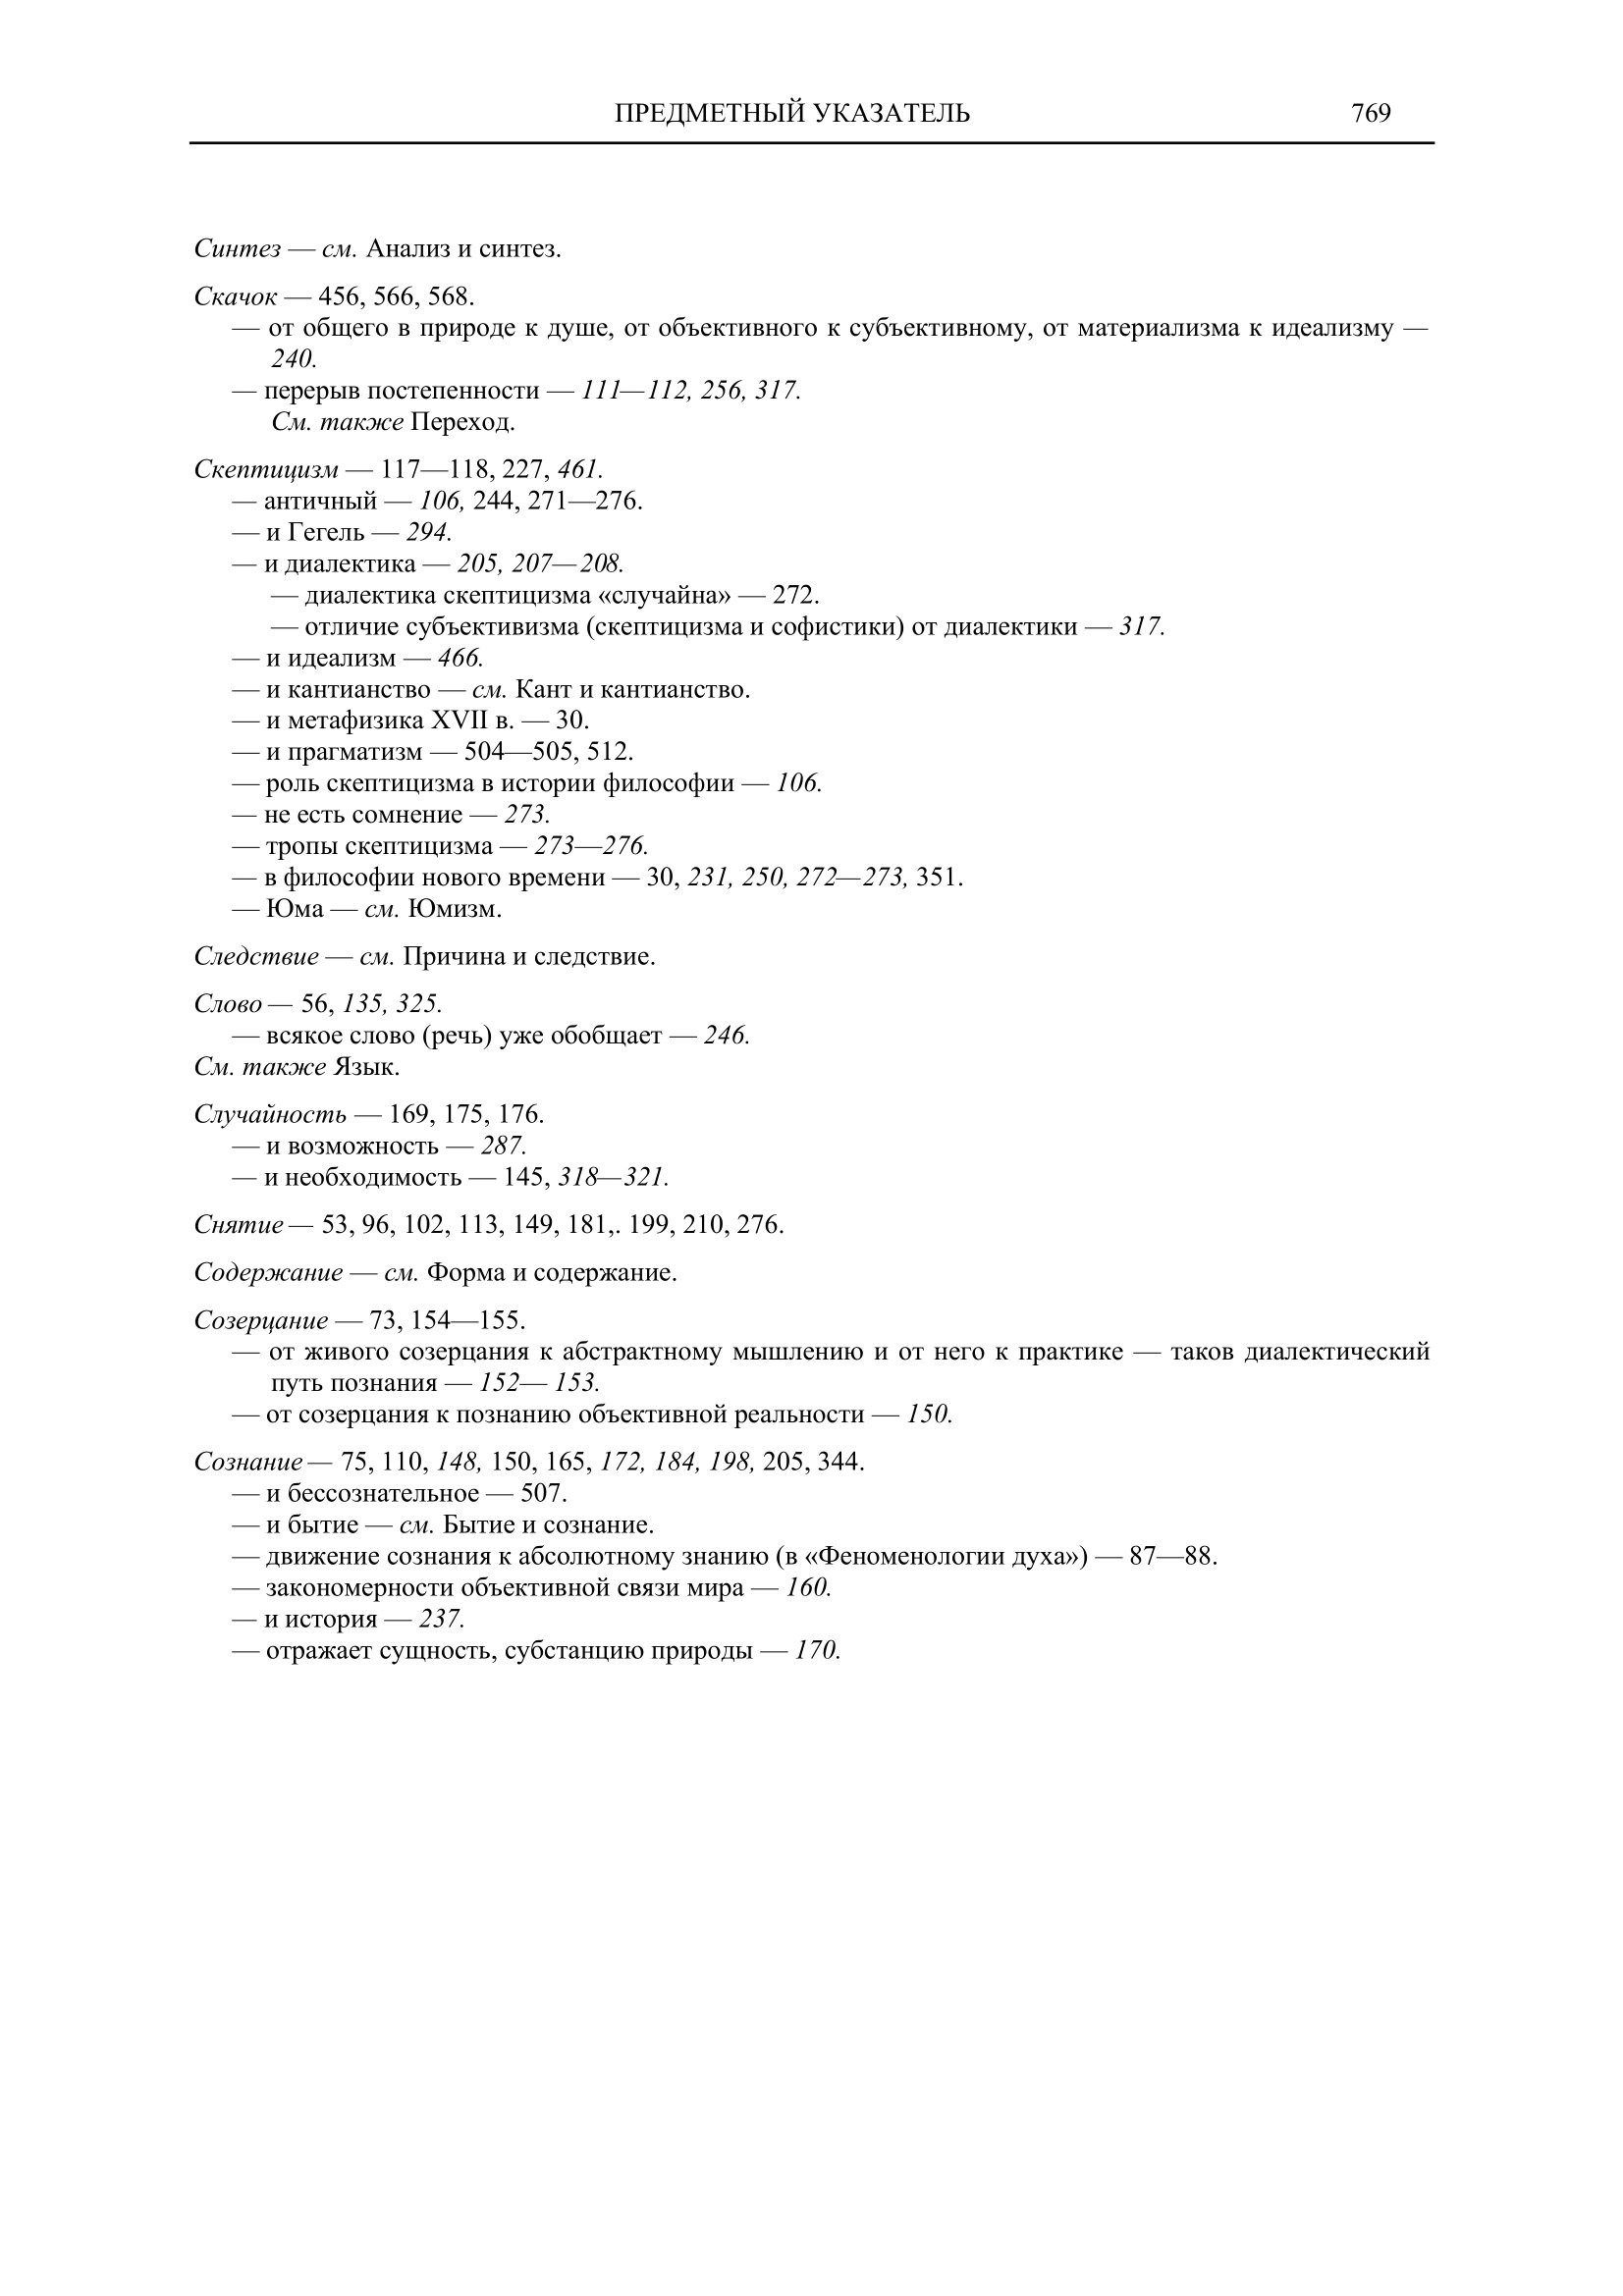 ПРЕДМЕТНЫЙ УКАЗАТЕЛЬ 769
Синтез — см. Анализ и синтез.
Скачок — 456, 566, 568.
— от общего в природе к душе, от объективного к субъективному, от материализма к идеализму —
240.
— перерыв постепенности — 111—112, 256, 317.
См. также Переход.
Скептицизм — 117—118, 227, 461.
— античный — 106, 244, 271—276.
— и Гегель — 294.
— и диалектика — 205, 207—208.
— диалектика скептицизма «случайна» — 272.
— отличие субъективизма (скептицизма и софистики) от диалектики — 317.
— и идеализм — 466.
— и кантианство — см. Кант и кантианство.
— и метафизика XVII в. — 30.
— и прагматизм — 504—505, 512.
— роль скептицизма в истории философии — 106.
— не есть сомнение — 273.
— тропы скептицизма — 273—276.
— в философии нового времени — 30, 231, 250, 272—273, 351.
— Юма — см. Юмизм.
Следствие — см. Причина и следствие.
Слово — 56, 135, 325.
— всякое слово (речь) уже обобщает — 246.
См. также Язык.
Случайность — 169, 175, 176.
— и возможность — 287.
— и необходимость — 145, 318—321.
Снятие — 53, 96, 102, 113, 149, 181,. 199, 210, 276.
Содержание — см. Форма и содержание.
Созерцание — 73, 154—155.
— от живого созерцания к абстрактному мышлению и от него к практике — таков диалектический
путь познания — 152— 153.
— от созерцания к познанию объективной реальности — 150.
Сознание — 75, 110, 148, 150, 165, 172, 184, 198, 205, 344.
— и бессознательное — 507.
— и бытие — см. Бытие и сознание.
— движение сознания к абсолютному знанию (в «Феноменологии духа») — 87—88.
— закономерности объективной связи мира — 160.
— и история — 237.
— отражает сущность, субстанцию природы — 170.